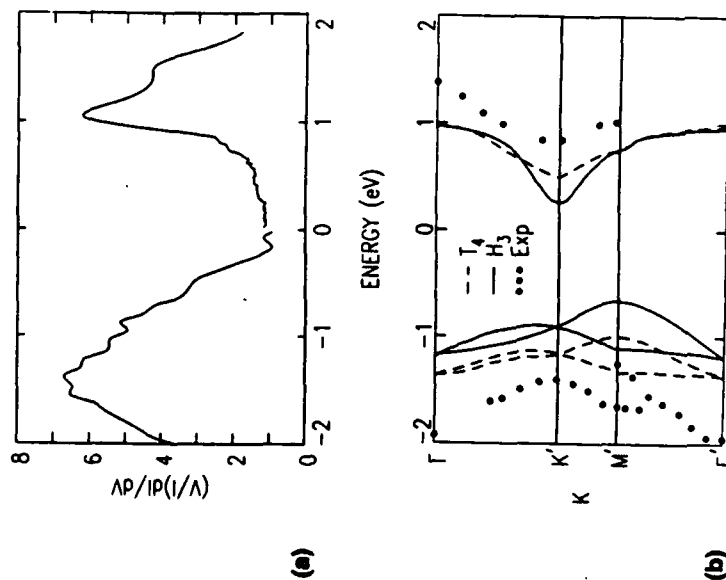 (a)
(V/I)dI/dV
8
6
4
2
0
-2
-1
0
1
2
ENERGY (eV)
(b)
-2
-1
0
1
2
T₄
H₃
Exp
Γ
K′
M′
Γ′
K